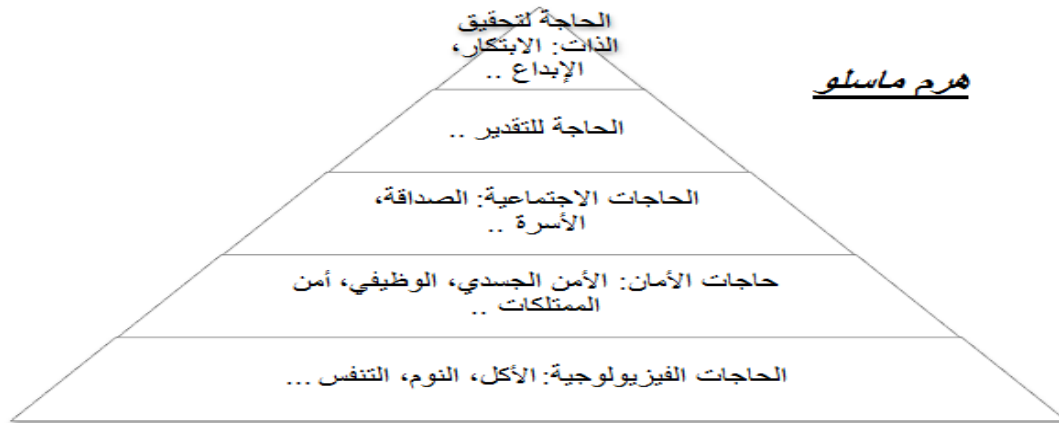 الحاجة لتحقيق
الذات: الابتكار،
الإبداع ..
هرم ماسلو
الحاجة للتقدير ..
الحاجات الاجتماعية: الصداقة،
الأسرة ..
حاجات الأمان: الأمن الجسدي، الوظيفي، أمن
الممتلكات ..
الحاجات الفيزيولوجية: الأكل، النوم، التنفس ...